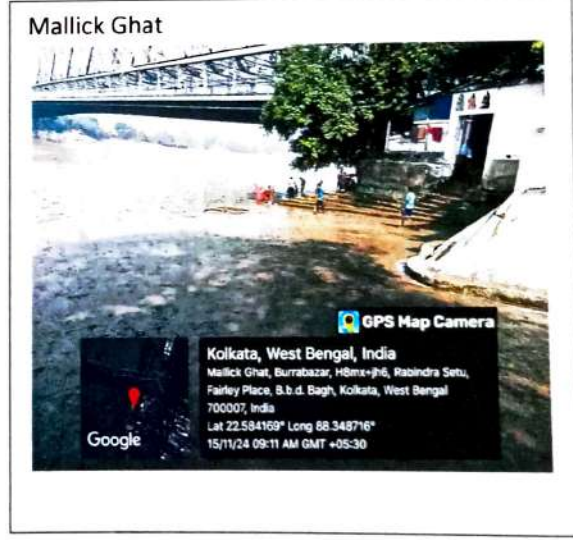 Mallick Ghat
GPS Map Camera
Kolkata, West Bengal, India
Mallick Ghat, Burrabazar, H8mx+jh6, Rabindra Setu,
Fairley Place, B.b.d. Bagh, Kolkata, West Bengal
700007, India
Lat 22.584169° Long 88.348716°
15/11/24 09:11 AM GMT +05:30
Google